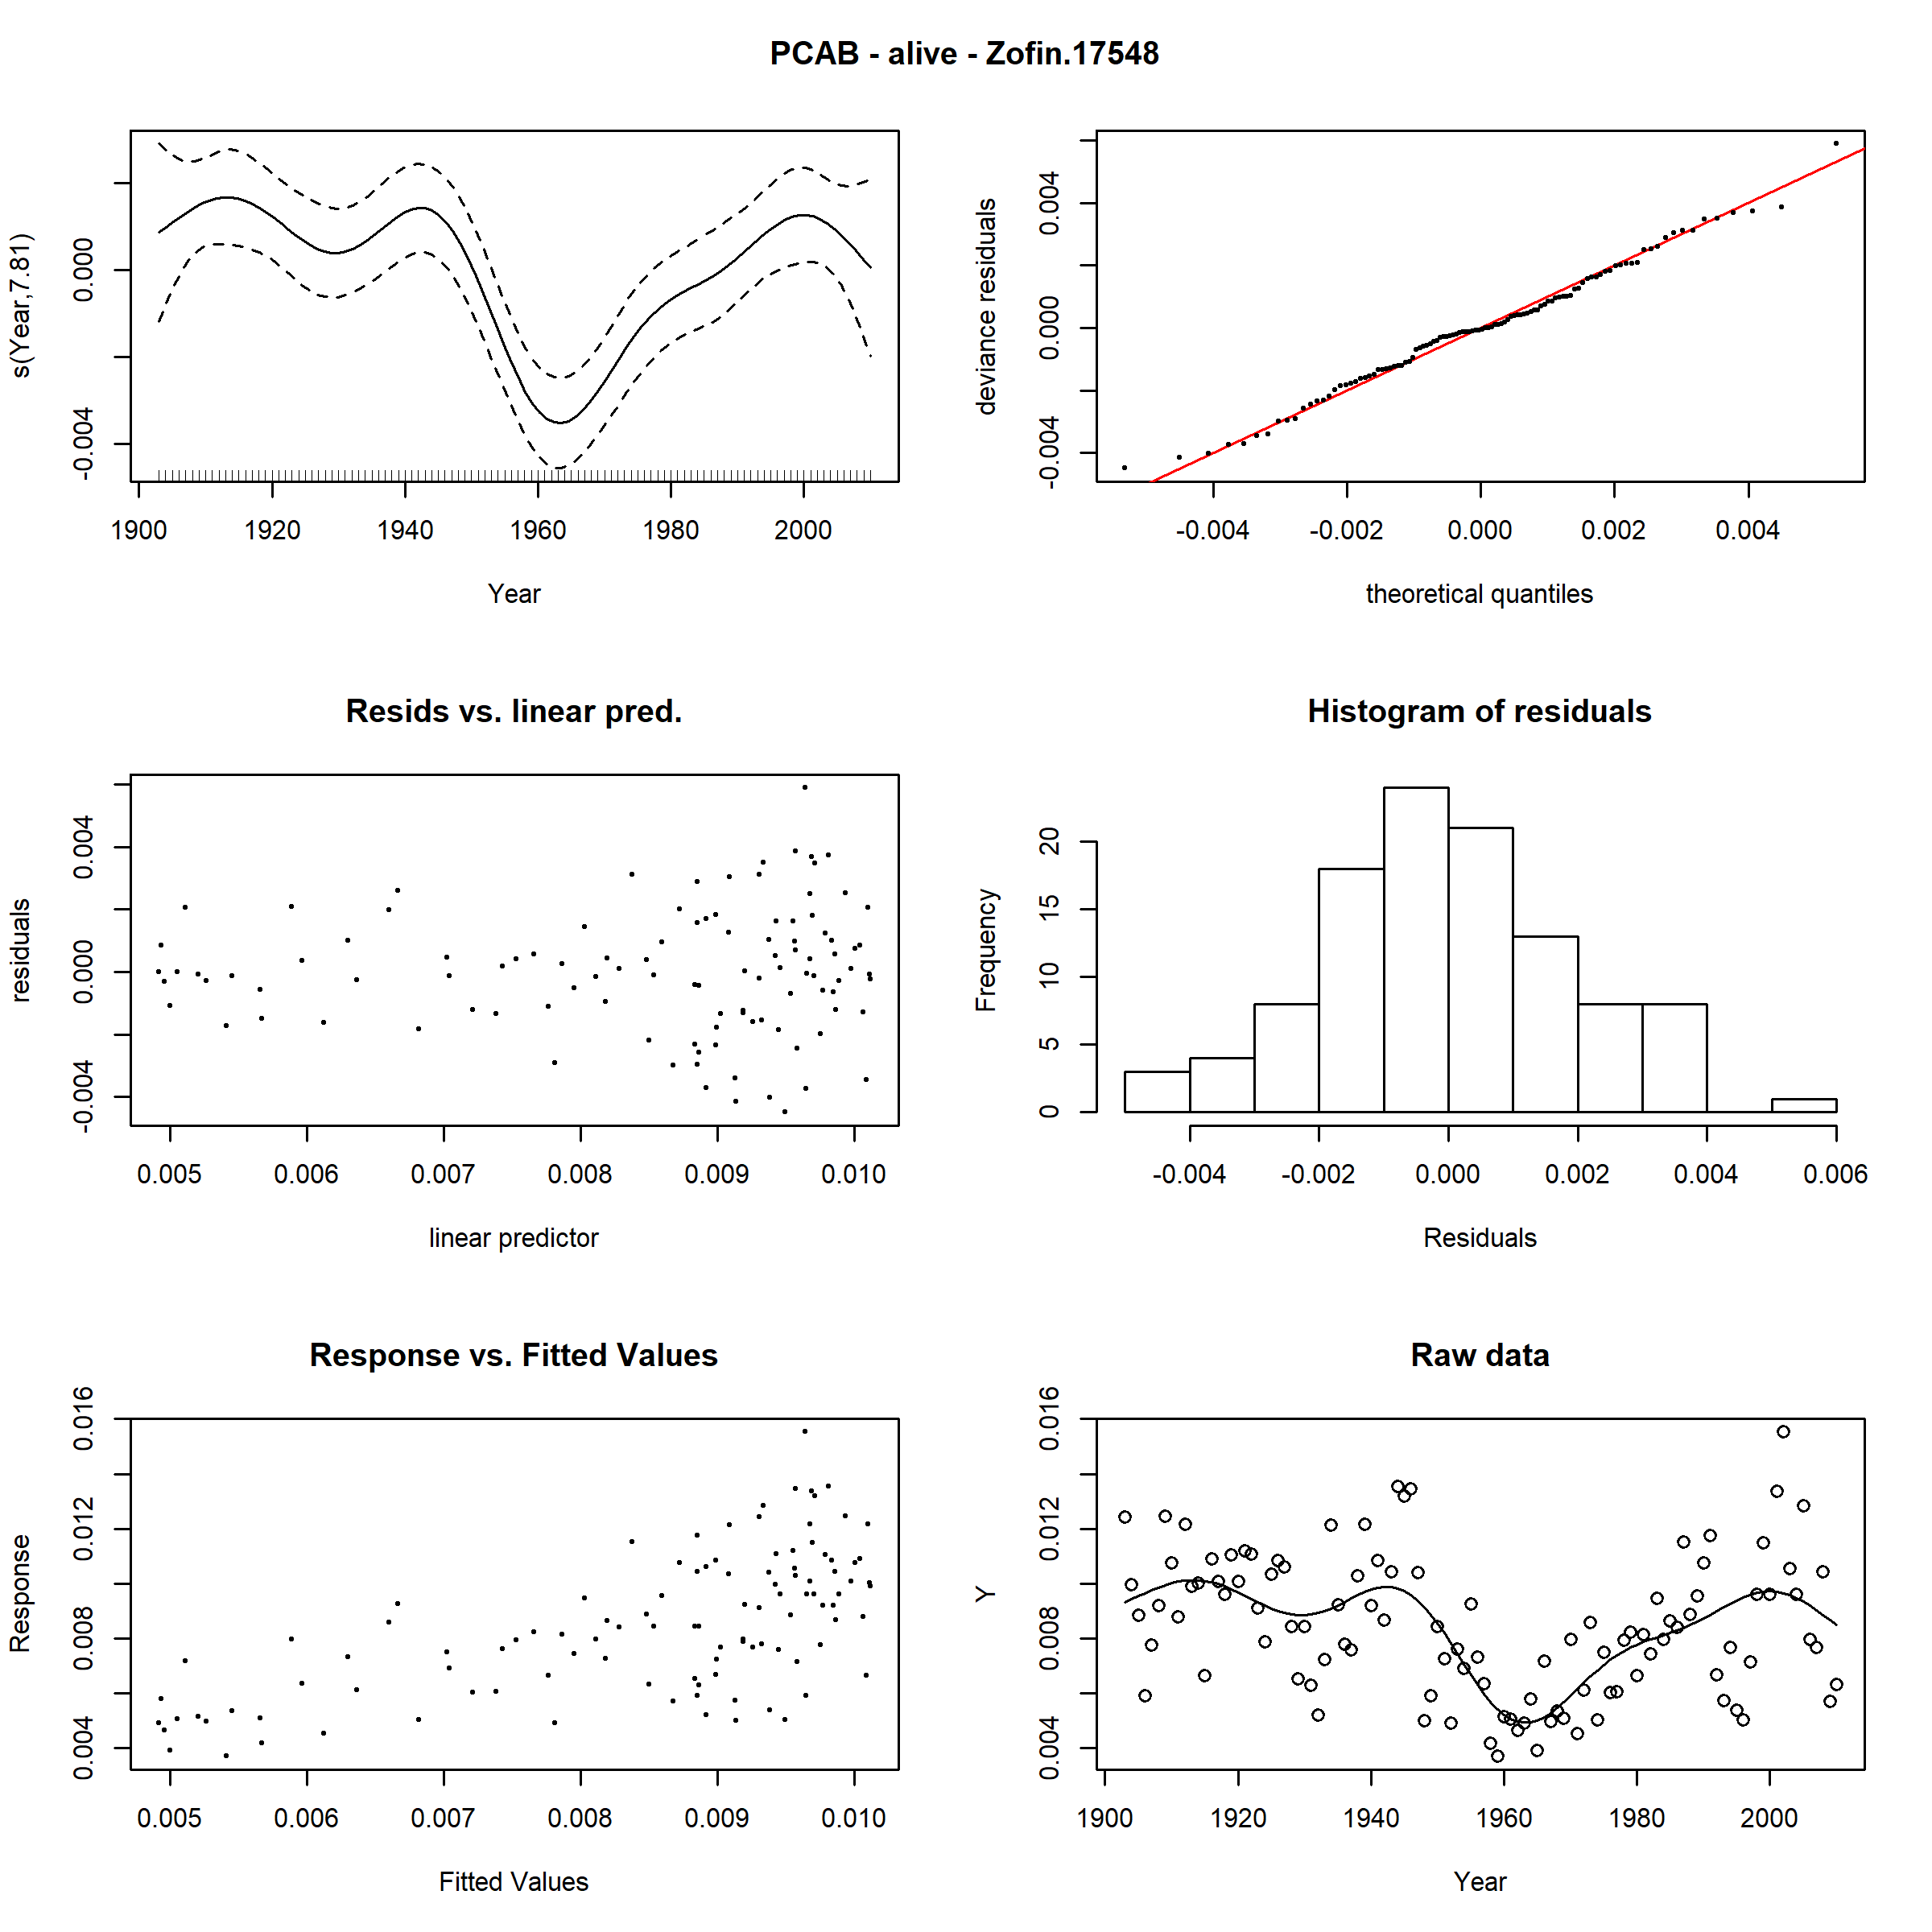 PCAB - alive - Zofin.17548
s(Year,7.81)
0.000
-0.004
1900 1920 1940 1960 1980 2000
Year
deviance residuals
0.004
0.000
-0.004
-0.004 -0.002 0.000 0.002 0.004
theoretical quantiles
Resids vs. linear pred.
residuals
0.004
0.000
-0.004
0.005 0.006 0.007 0.008 0.009 0.010
linear predictor
Histogram of residuals
Frequency
20
15
10
5
0
-0.004 -0.002 0.000 0.002 0.004 0.006
Residuals
Response vs. Fitted Values
Response
0.016
0.012
0.008
0.004
0.005 0.006 0.007 0.008 0.009 0.010
Fitted Values
Raw data
Y
0.016
0.012
0.008
0.004
1900 1920 1940 1960 1980 2000
Year